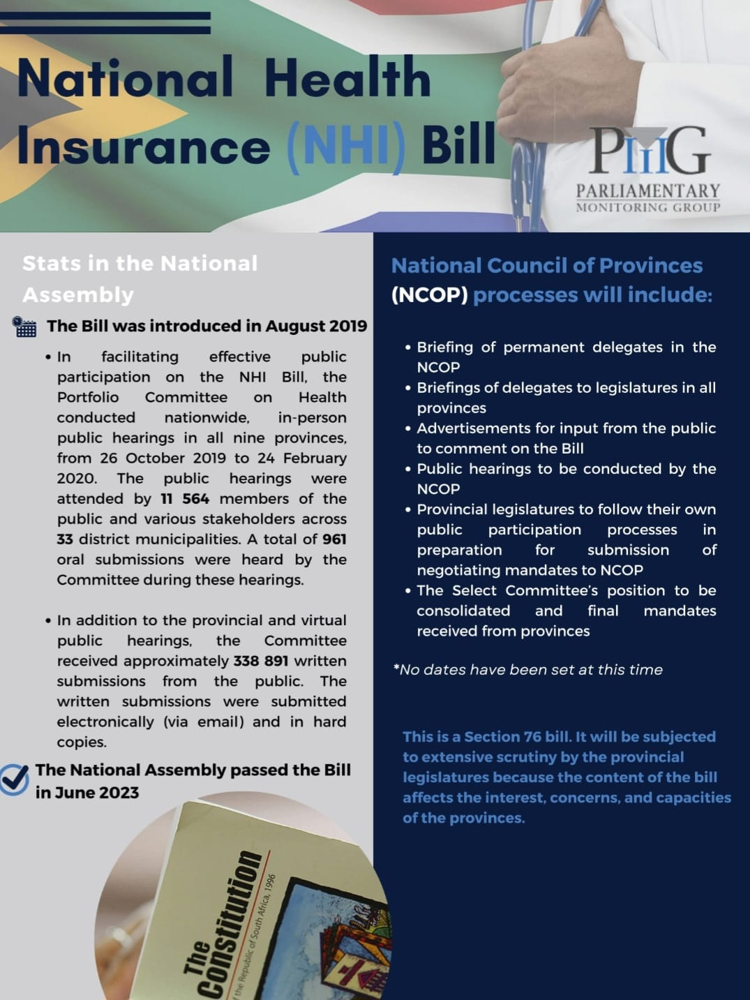 National Health
Insurance (NHI) Bill
PMG
PARLIAMENTARY
MONITORING GROUP
Stats in the National
Assembly
The Bill was introduced in August 2019
• In facilitating effective public
participation on the NHI Bill, the
Portfolio Committee on Health
conducted nationwide, in-person
public hearings in all nine provinces,
from 26 October 2019 to 24 February
2020. The public hearings were
attended by 11 564 members of the
public and various stakeholders across
33 district municipalities. A total of 961
oral submissions were heard by the
Committee during these hearings.
• In addition to the provincial and virtual
public hearings, the Committee
received approximately 338 891 written
submissions from the public. The
written submissions were submitted
electronically (via email) and in hard
copies.
The National Assembly passed the Bill
in June 2023
The
Constitution
the Republic of South Africa, 1996
National Council of Provinces
(NCOP) processes will include:
• Briefing of permanent delegates in the
NCOP
• Briefings of delegates to legislatures in all
provinces
• Advertisements for input from the public
to comment on the Bill
• Public hearings to be conducted by the
NCOP
• Provincial legislatures to follow their own
public participation processes in
preparation for submission of
negotiating mandates to NCOP
• The Select Committee's position to be
consolidated and final mandates
received from provinces
*No dates have been set at this time
This is a Section 76 bill. It will be subjected
to extensive scrutiny by the provincial
legislatures because the content of the bill
affects the interest, concerns, and capacities
of the provinces.